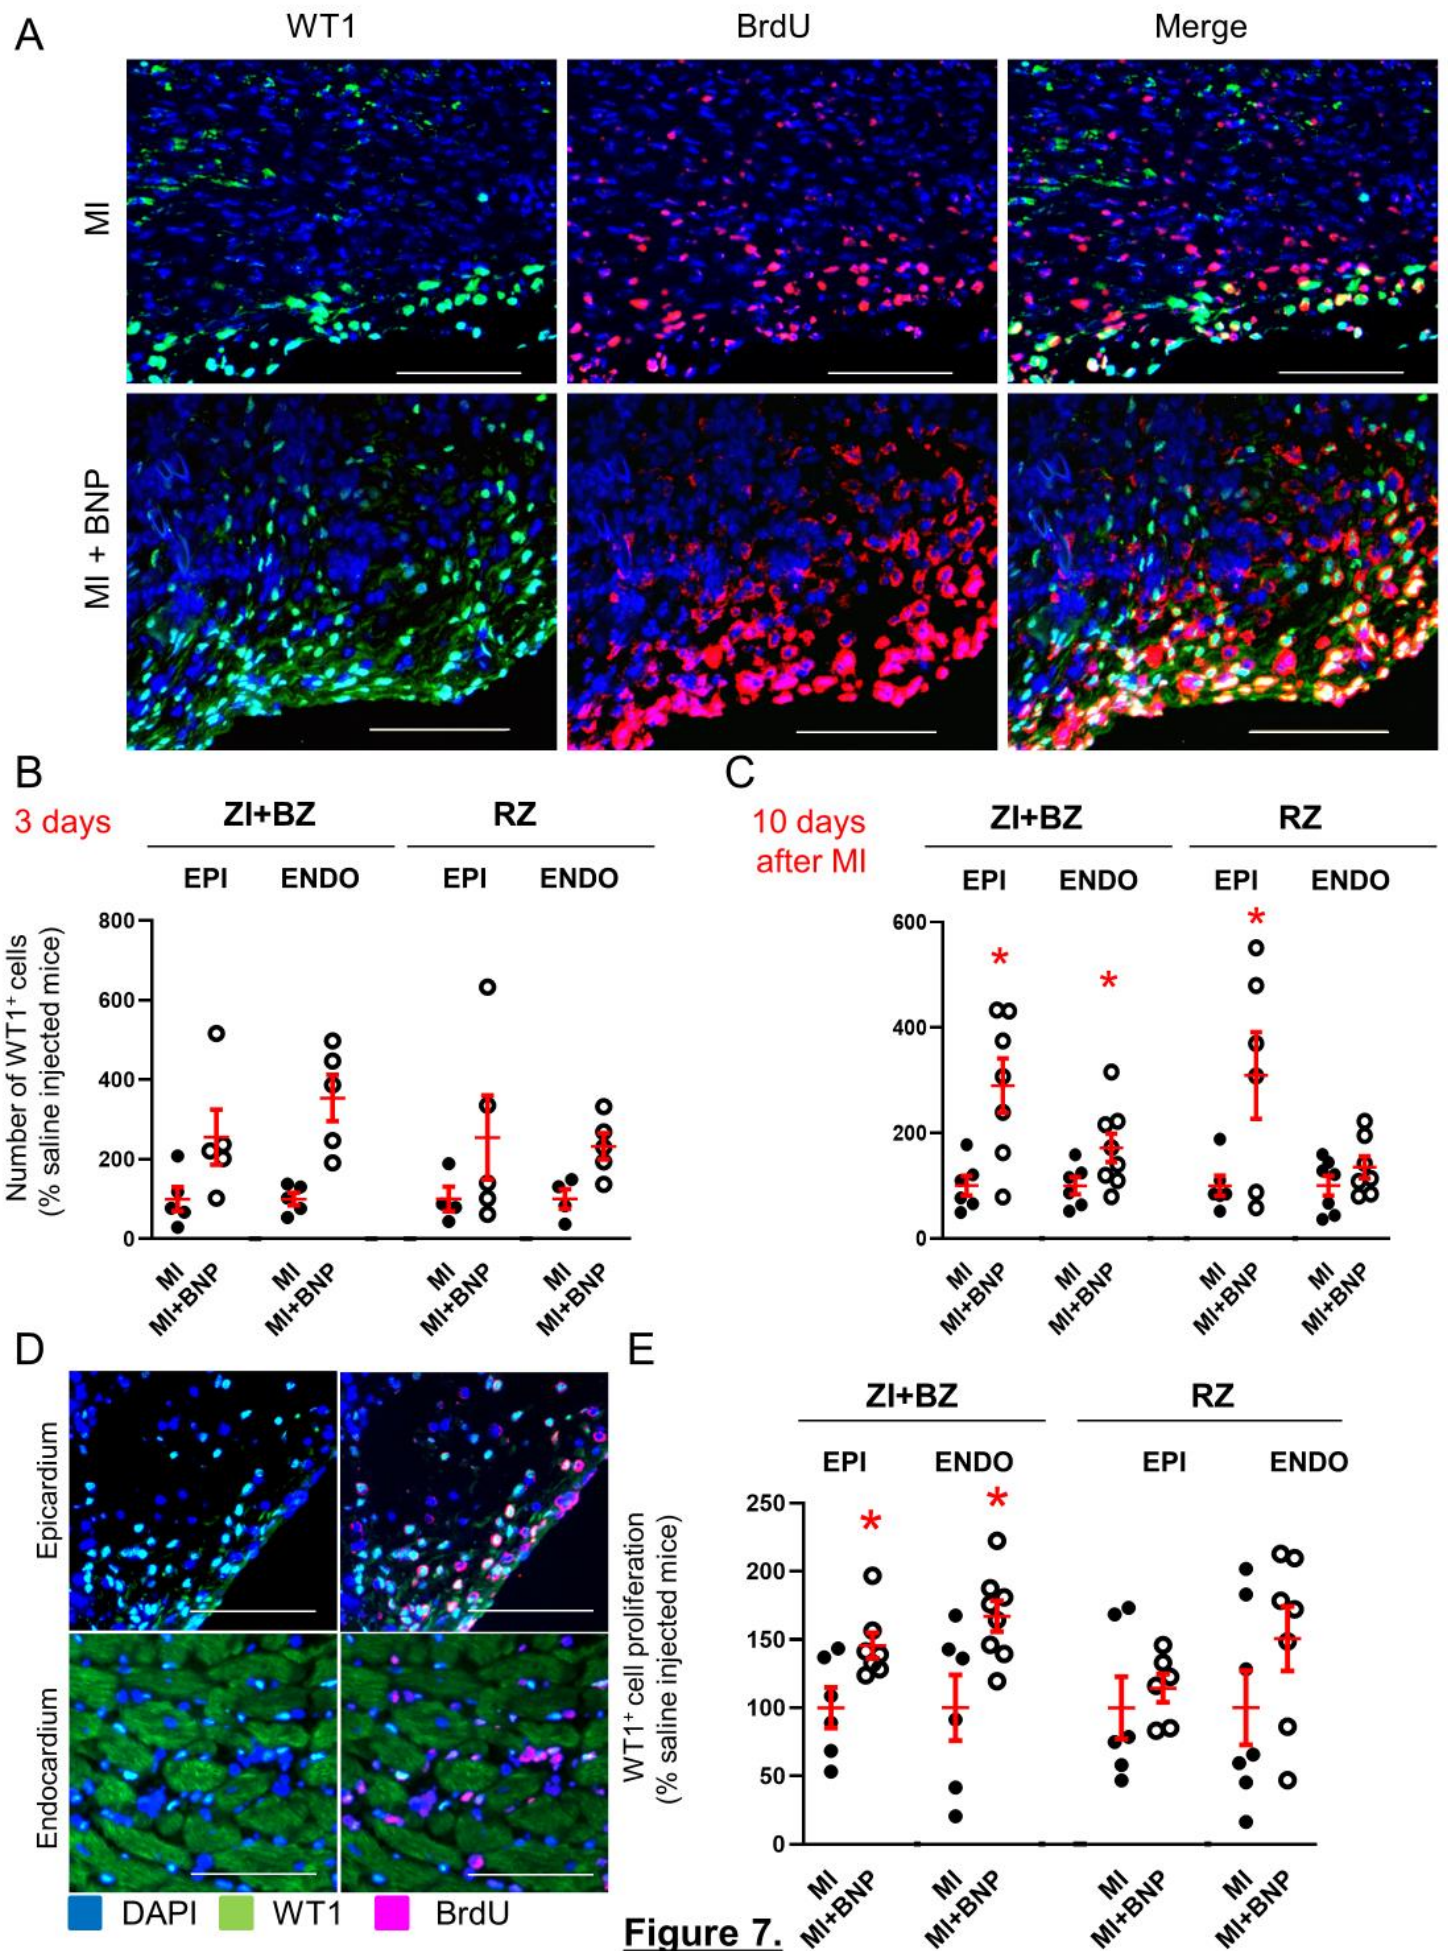 A
WT1
BrdU
Merge
MI
MI + BNP
B
3 days
ZI+BZ
RZ
EPI
ENDO
EPI
ENDO
Number of WT1+ cells
(% saline injected mice)
800
600
400
200
0
MI
MI+BNP
MI
MI+BNP
MI
MI+BNP
MI
MI+BNP
C
10 days
after MI
ZI+BZ
RZ
EPI
ENDO
EPI
ENDO
*
*
*
600
400
200
0
MI
MI+BNP
MI
MI+BNP
MI
MI+BNP
MI
MI+BNP
D
Epicardium
Endocardium
DAPI
WT1
BrdU
E
ZI+BZ
RZ
EPI
ENDO
EPI
ENDO
*
*
WT1+ cell proliferation
(% saline injected mice)
250
200
150
100
50
0
MI
MI+BNP
MI
MI+BNP
MI
MI+BNP
MI
MI+BNP
Figure 7.